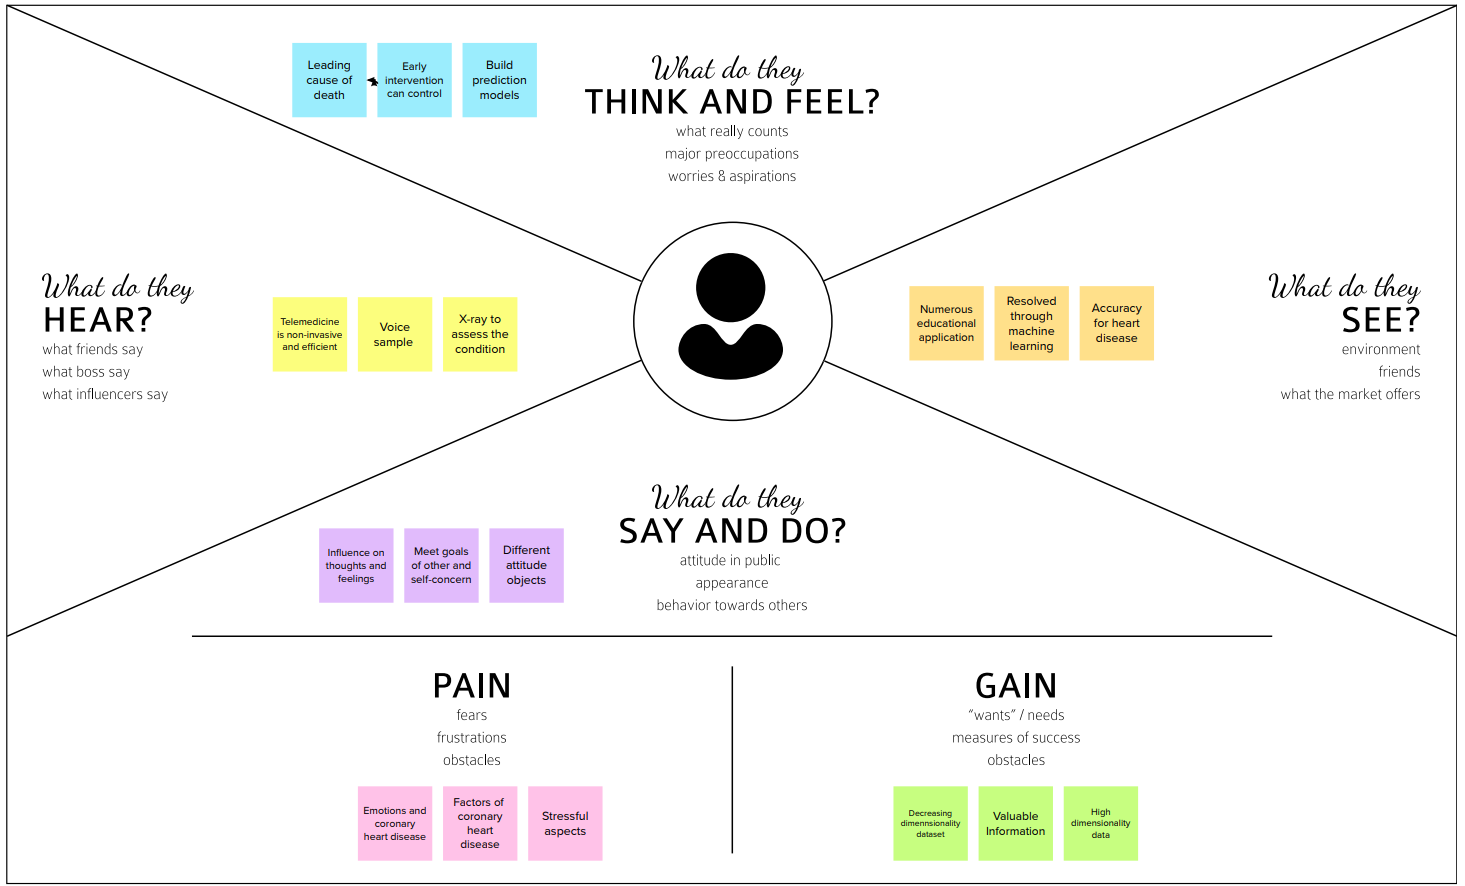 Leading
cause of
death
Early
intervention
can control
Build
prediction
models
What do they
THINK AND FEEL?
what really counts
major preoccupations
worries & aspirations
What do they
HEAR?
what friends say
what boss say
what influencers say
Telemedicine
is non-invasive
and efficient
Voice
sample
X-ray to
assess the
condition
Numerous
educational
application
Resolved
through
machine
learning
Accuracy
for heart
disease
What do they
SEE?
environment
friends
what the market offers
What do they
SAY AND DO?
attitude in public
appearance
behavior towards others
Influence on
thoughts and
feelings
Meet goals
of other and
self-concern
Different
attitude
objects
PAIN
fears
frustrations
obstacles
Emotions and
coronary
heart disease
Factors of
coronary
heart
disease
Stressful
aspects
GAIN
“wants” / needs
measures of success
obstacles
Decreasing
dimennsionality
dataset
Valuable
Information
High
dimensionality
data